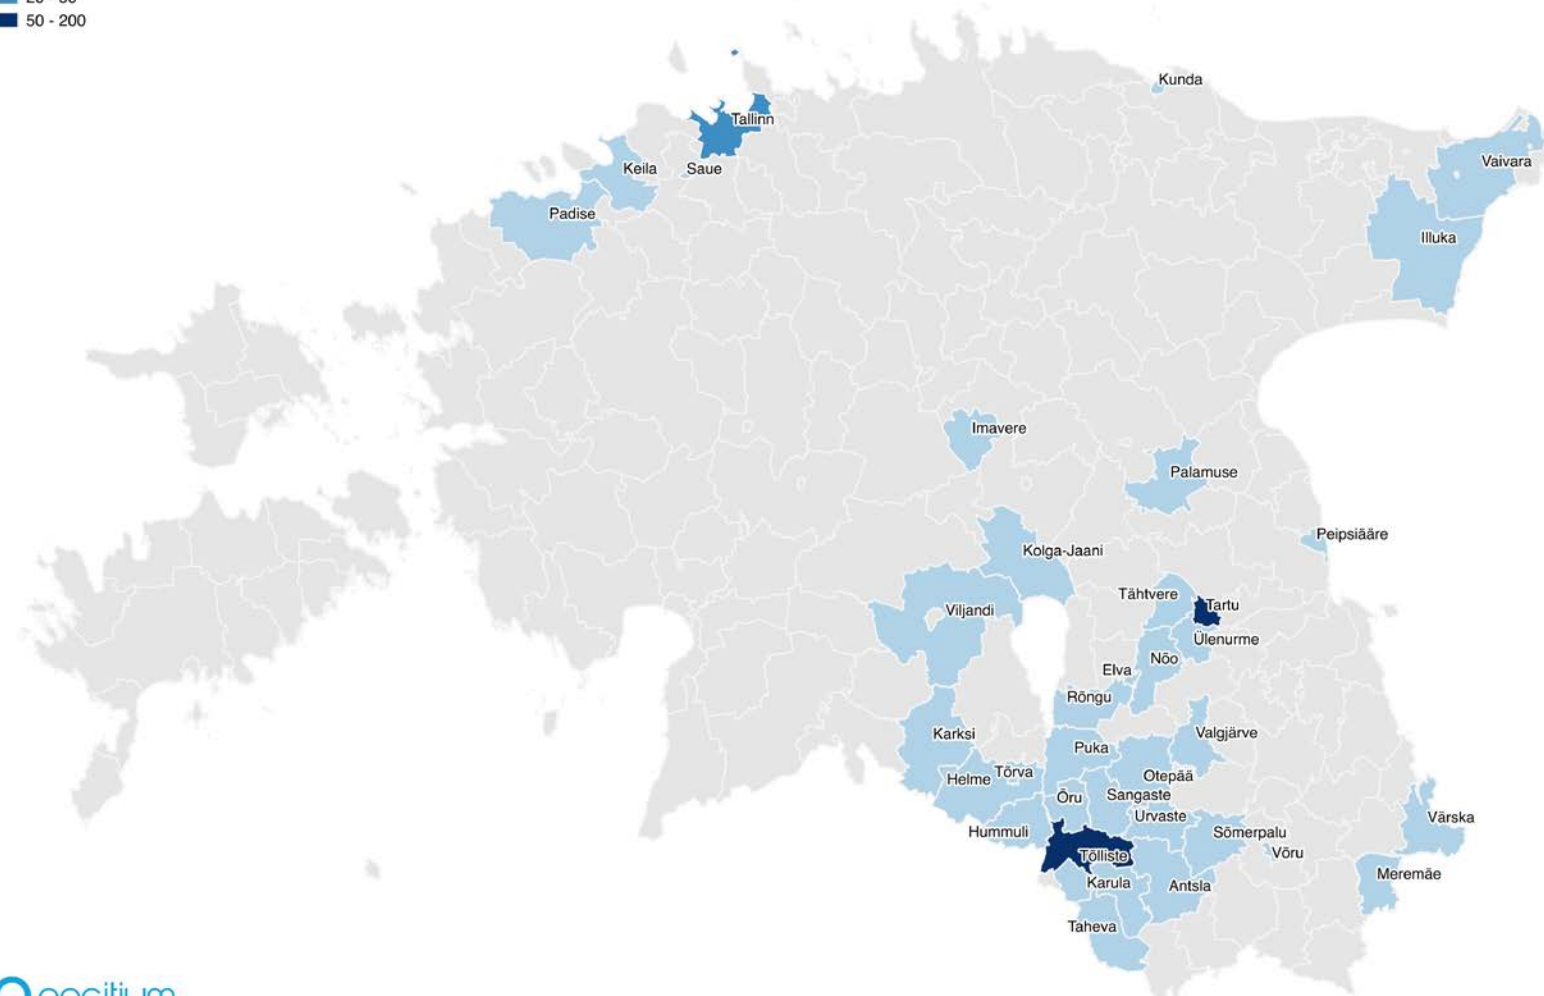 50 - 200
Kunda
Tallinn
Keila
Saue
Vaivara
Padise
Illuka
Imavere
Palamuse
Peipsiääre
Kolga-Jaani
Tähtvere
Tartu
Viljandi
Ülenurme
Nõo
Elva
Rõngu
Karksi
Valgjärve
Puka
Tõrva
Helme
Otepää
Õru
Sangaste
Urvaste
Värska
Hummuli
Sõmerpalu
Võru
Tõlliste
Meremäe
Karula
Antsla
Taheva